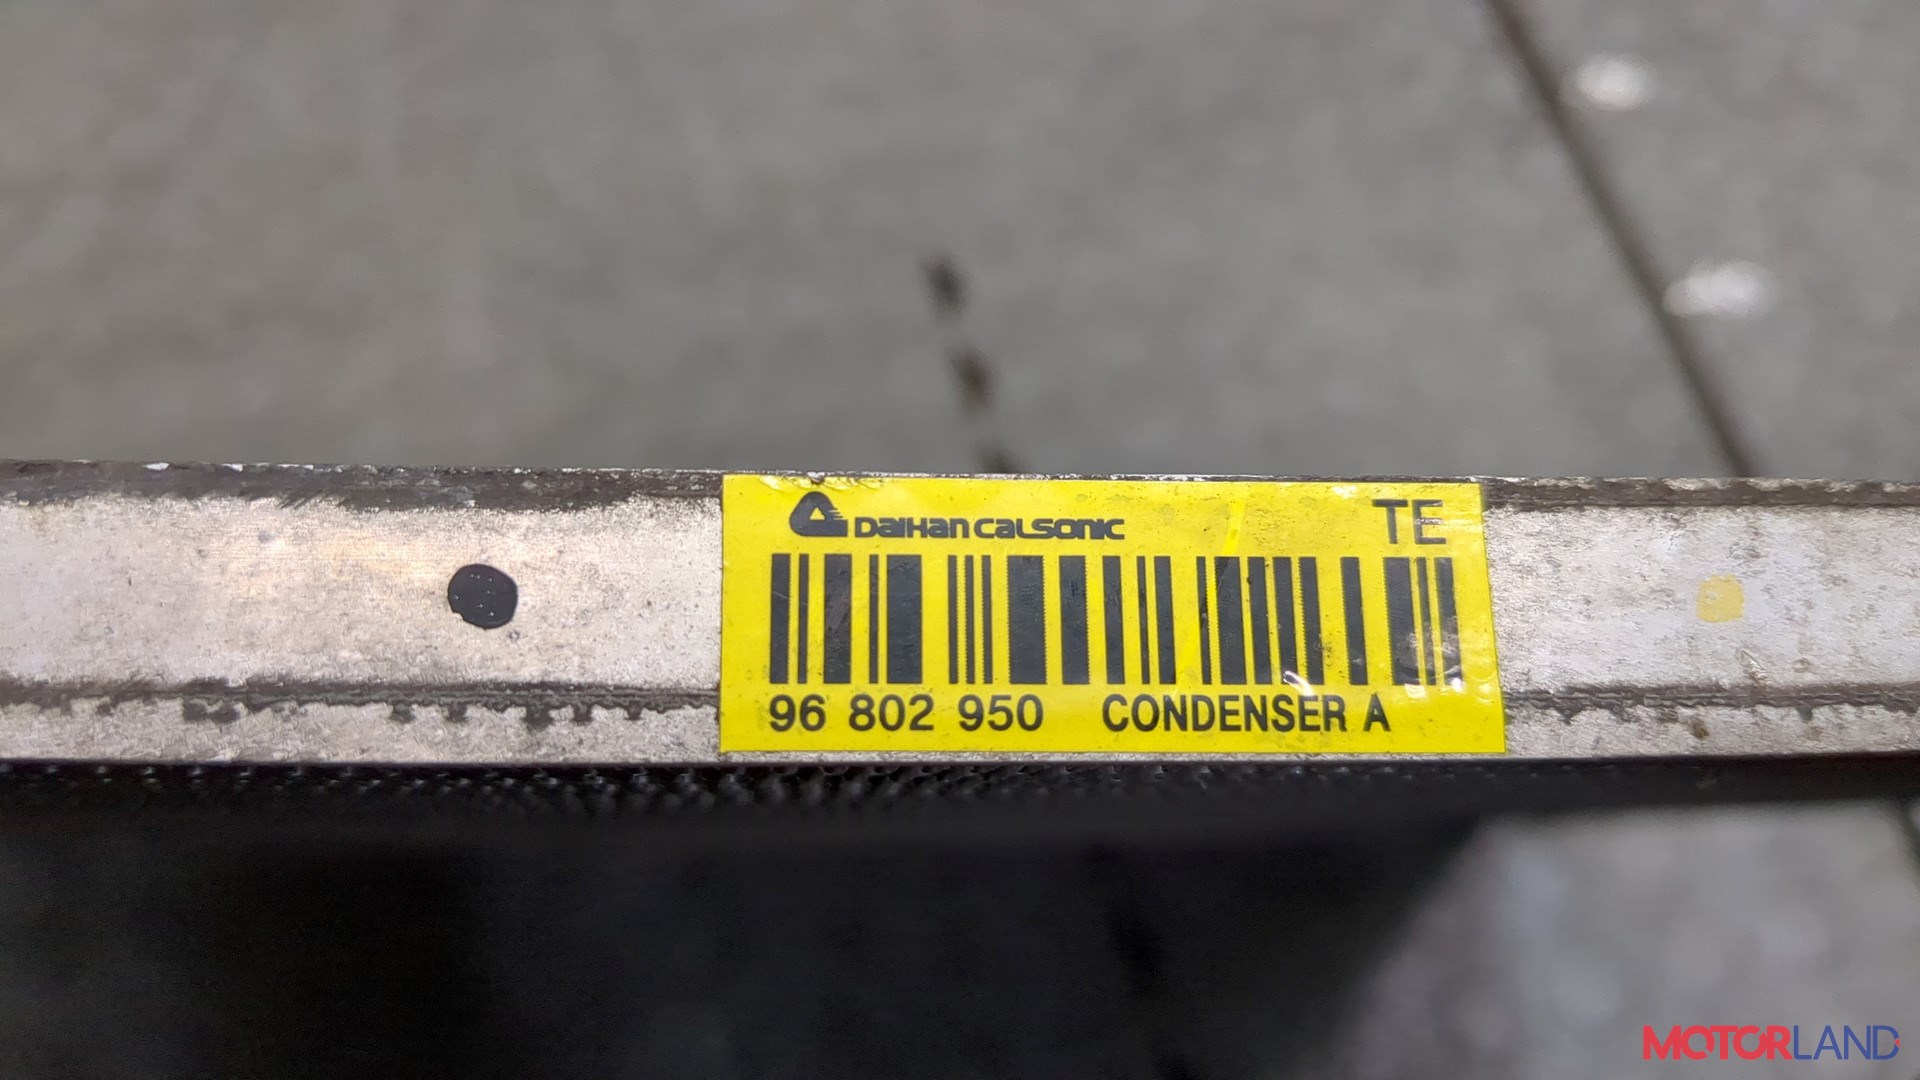 DAIHAN CALSONIC
TE
96 802 950 CONDENSER A
MOTORLAND